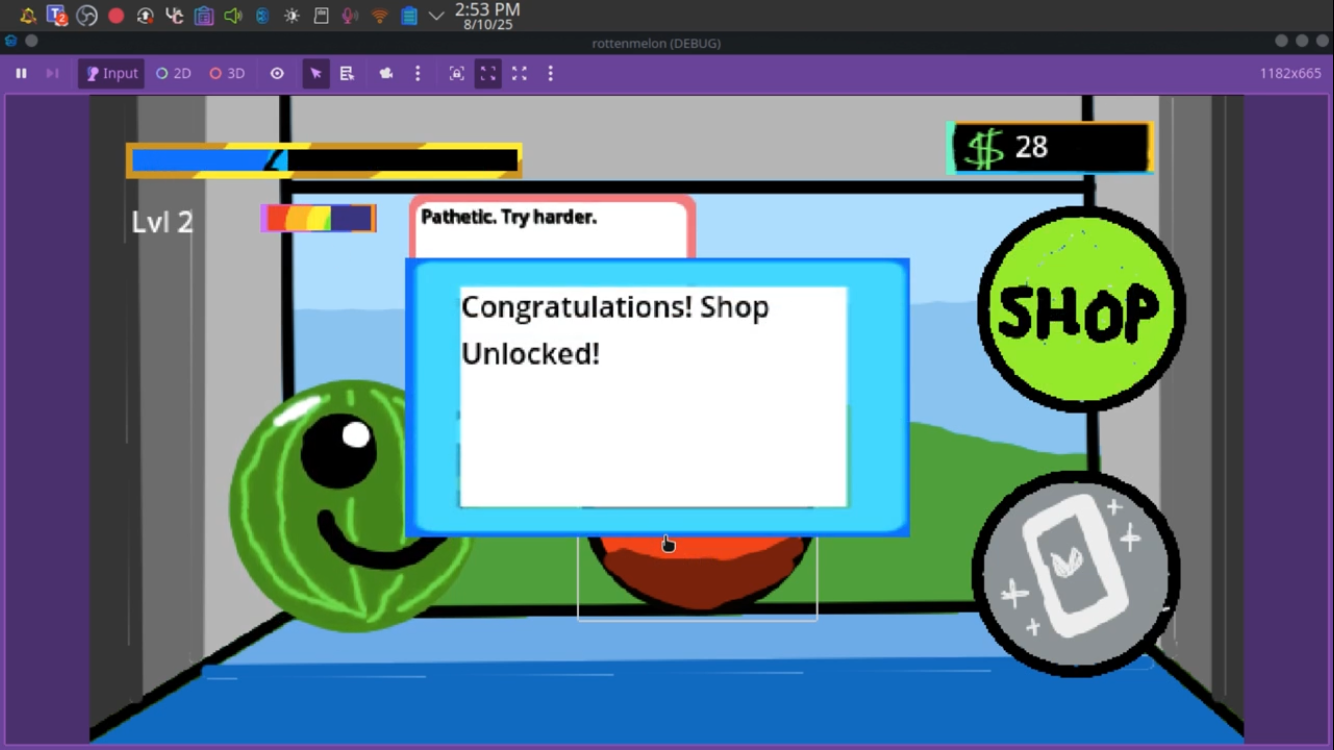 2:53 PM
8/10/25
rottenmelon (DEBUG)
Input 2D 3D 1182x665
$ 28
Lvl 2
Pathetic. Try harder.
Congratulations! Shop
Unlocked!
SHOP